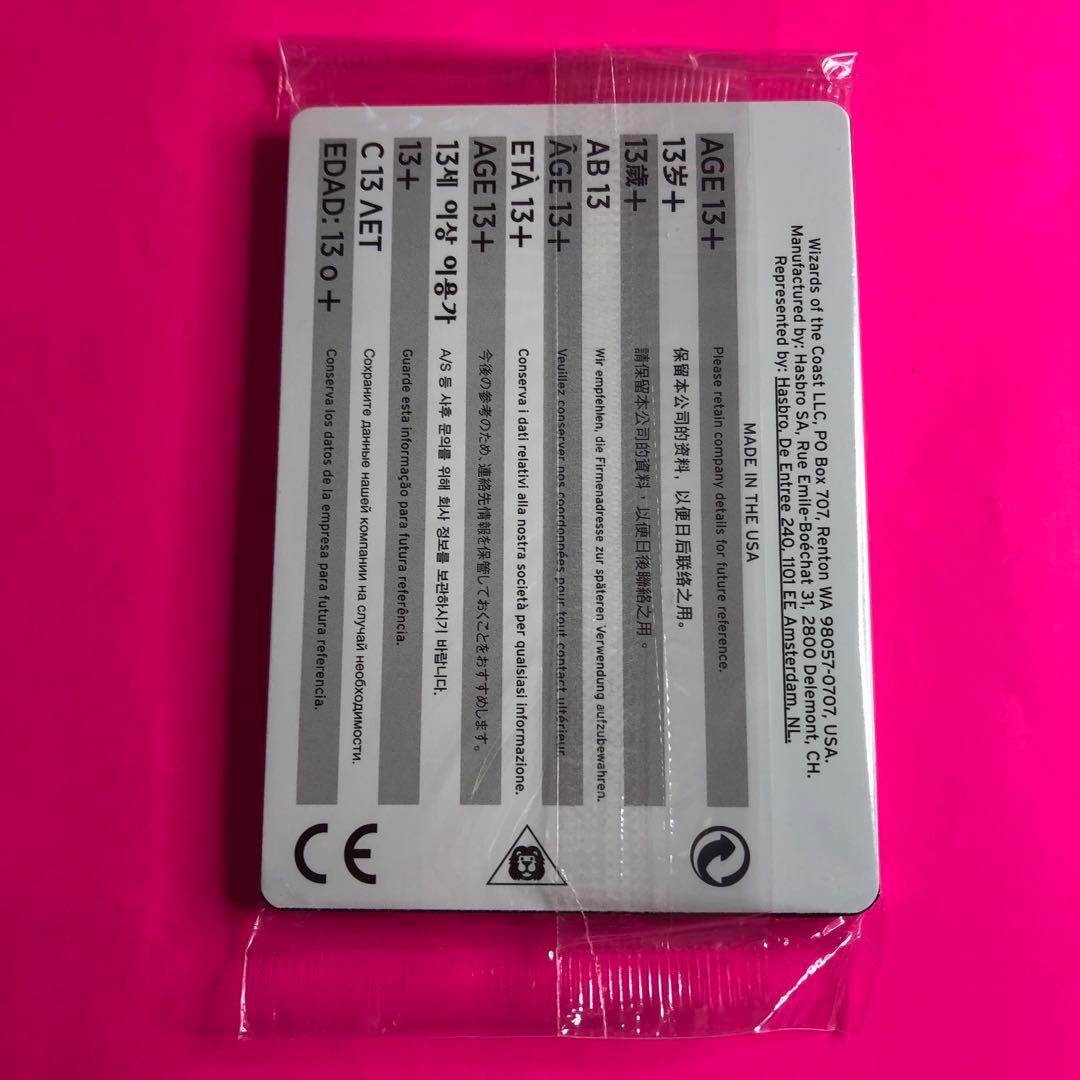 Wizards of the Coast LLC, PO Box 707, Renton WA 98057-0707, USA.
Manufactured by: Hasbro SA, Rue Emile-Boéchat 31, 2800 Delemont, CH.
Represented by: Hasbro, De Entree 240, 1101 EE Amsterdam, NL.
MADE IN THE USA
AGE 13+ Please retain company details for future reference.
13岁+ 保留本公司的资料，以便日后联络之用。
13歲+ 請保留本公司的資料，以便日後聯絡之用。
AB 13 Wir empfehlen, die Firmenadresse zur späteren Verwendung aufzubewahren.
ÂGE 13+ Veuillez conserver nos coordonnées pour tout contact ultérieur.
ETÀ 13+ Conserva i dati relativi alla nostra società per qualsiasi informazione.
AGE 13+ 今後の参考のため、連絡先情報を保管しておくことをおすすめします。
13세 이상 이용가 A/S 등 사후 문의를 위해 회사 정보를 보관하시기 바랍니다.
13+ Guarde esta informação para futura referência.
С 13 ЛЕТ Сохраните данные нашей компании на случай необходимости.
EDAD: 13 o + Conserva los datos de la empresa para futura referencia.
CE